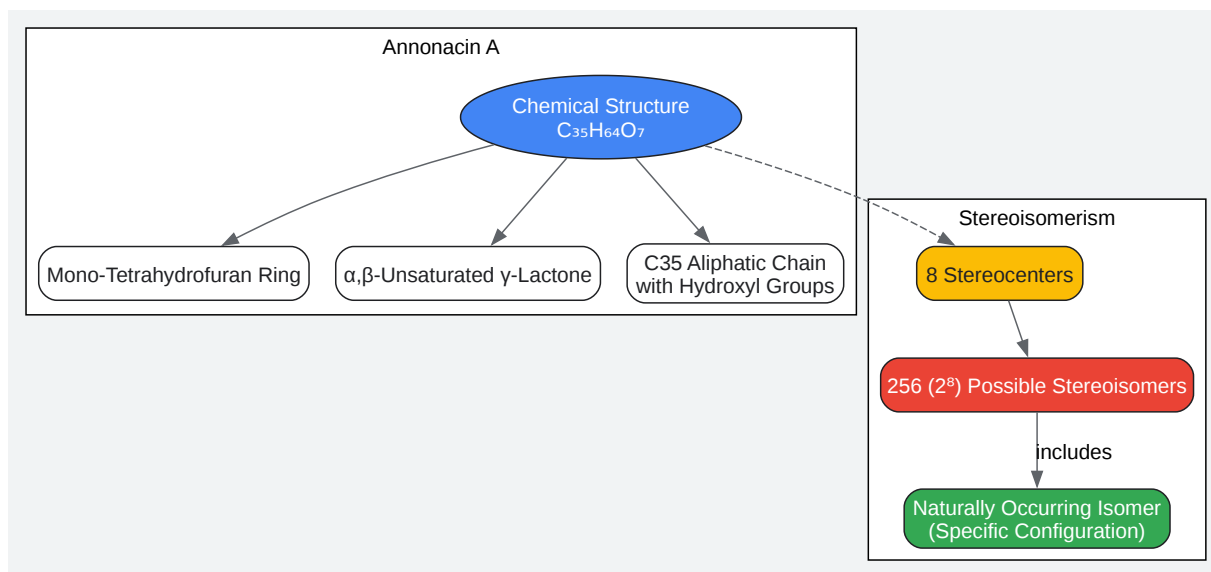 Annonacin A
Chemical Structure
C₃₅H₆₄O₇
Mono-Tetrahydrofuran Ring
α,β-Unsaturated γ-Lactone
C35 Aliphatic Chain
with Hydroxyl Groups
Stereoisomerism
8 Stereocenters
256 (2⁸) Possible Stereoisomers
includes
Naturally Occurring Isomer
(Specific Configuration)